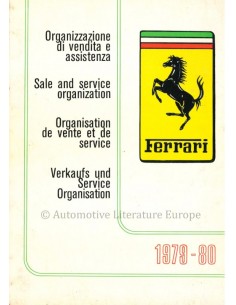 Organizzazione
di vendita e
assistenza
Sale and service
organization
Organisation
de vente et de
service
Verkaufs und
Service
Organisation
Ferrari
© Automotive Literature Europe
1979-80